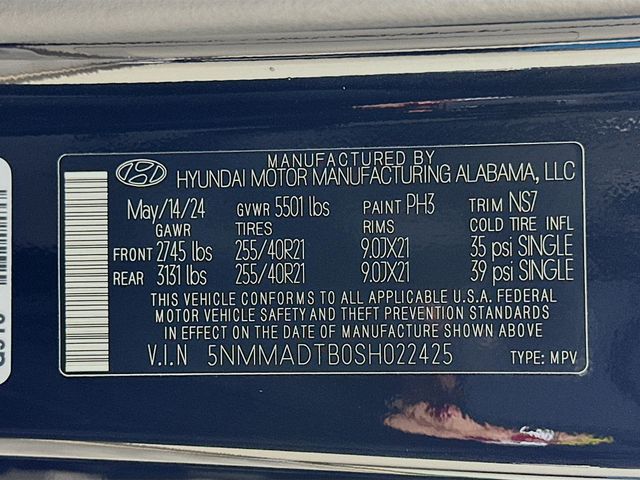 MANUFACTURED BY
HYUNDAI MOTOR MANUFACTURING ALABAMA, LLC
May/14/24 GVWR 5501 lbs PAINT PH3 TRIM NS7
GAWR TIRES RIMS COLD TIRE INFL
FRONT 2745 lbs 255/40R21 9.0JX21 35 psi SINGLE
REAR 3131 lbs 255/40R21 9.0JX21 39 psi SINGLE
THIS VEHICLE CONFORMS TO ALL APPLICABLE U.S.A. FEDERAL
MOTOR VEHICLE SAFETY AND THEFT PREVENTION STANDARDS
IN EFFECT ON THE DATE OF MANUFACTURE SHOWN ABOVE
V.I.N 5NMMADTB0SH022425 TYPE: MPV